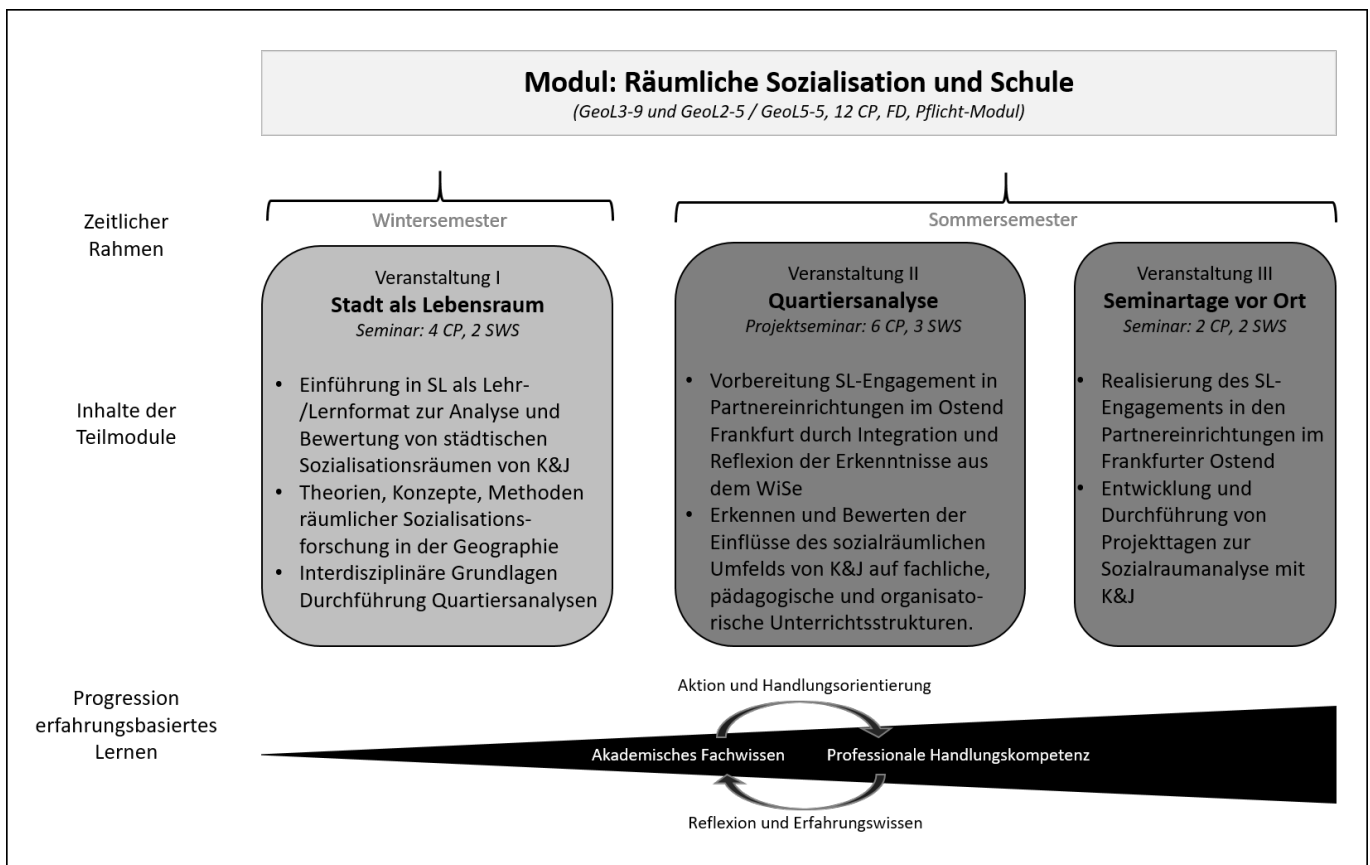 Modul: Räumliche Sozialisation und Schule
(GeoL3-9 und GeoL2-5 / GeoL5-5, 12 CP, FD, Pflicht-Modul)
Zeitlicher
Rahmen
Wintersemester
Sommersemester
Inhalte der
Teilmodule
Veranstaltung I
Stadt als Lebensraum
Seminar: 4 CP, 2 SWS
• Einführung in SL als Lehr-
/Lernformat zur Analyse und
Bewertung von städtischen
Sozialisationsräumen von K&J
• Theorien, Konzepte, Methoden
räumlicher Sozialisations-
forschung in der Geographie
• Interdisziplinäre Grundlagen
Durchführung Quartiersanalysen
Veranstaltung II
Quartiersanalyse
Projektseminar: 6 CP, 3 SWS
• Vorbereitung SL-Engagement in
Partnereinrichtungen im Ostend
Frankfurt durch Integration und
Reflexion der Erkenntnisse aus
dem WiSe
• Erkennen und Bewerten der
Einflüsse des sozialräumlichen
Umfelds von K&J auf fachliche,
pädagogische und organisato-
rische Unterrichtsstrukturen.
Veranstaltung III
Seminartage vor Ort
Seminar: 2 CP, 2 SWS
• Realisierung des SL-
Engagements in den
Partnereinrichtungen im
Frankfurter Ostend
• Entwicklung und
Durchführung von
Projekttagen zur
Sozialraumanalyse mit
K&J
Progression
erfahrungsbasiertes
Lernen
Aktion und Handlungsorientierung
Akademisches Fachwissen
Professionale Handlungskompetenz
Reflexion und Erfahrungswissen